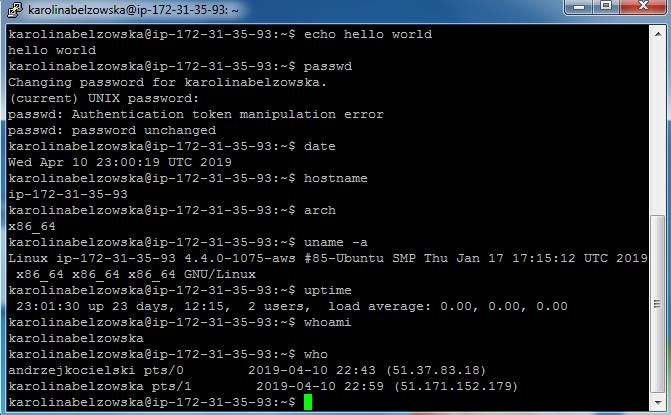 karolinabelzowska@ip-172-31-35-93: ~
karolinabelzowska@ip-172-31-35-93:~$ echo hello world
hello world
karolinabelzowska@ip-172-31-35-93:~$ passwd
Changing password for karolinabelzowska.
(current) UNIX password:
passwd: Authentication token manipulation error
passwd: password unchanged
karolinabelzowska@ip-172-31-35-93:~$ date
Wed Apr 10 23:00:19 UTC 2019
karolinabelzowska@ip-172-31-35-93:~$ hostname
ip-172-31-35-93
karolinabelzowska@ip-172-31-35-93:~$ arch
x86_64
karolinabelzowska@ip-172-31-35-93:~$ uname -a
Linux ip-172-31-35-93 4.4.0-1075-aws #85-Ubuntu SMP Thu Jan 17 17:15:12 UTC 2019
 x86_64 x86_64 x86_64 GNU/Linux
karolinabelzowska@ip-172-31-35-93:~$ uptime
 23:01:30 up 23 days, 12:15,  2 users,  load average: 0.00, 0.00, 0.00
karolinabelzowska@ip-172-31-35-93:~$ whoami
karolinabelzowska
karolinabelzowska@ip-172-31-35-93:~$ who
andrzejkocielski pts/0        2019-04-10 22:43 (51.37.83.18)
karolinabelzowska pts/1        2019-04-10 22:59 (51.171.152.179)
karolinabelzowska@ip-172-31-35-93:~$